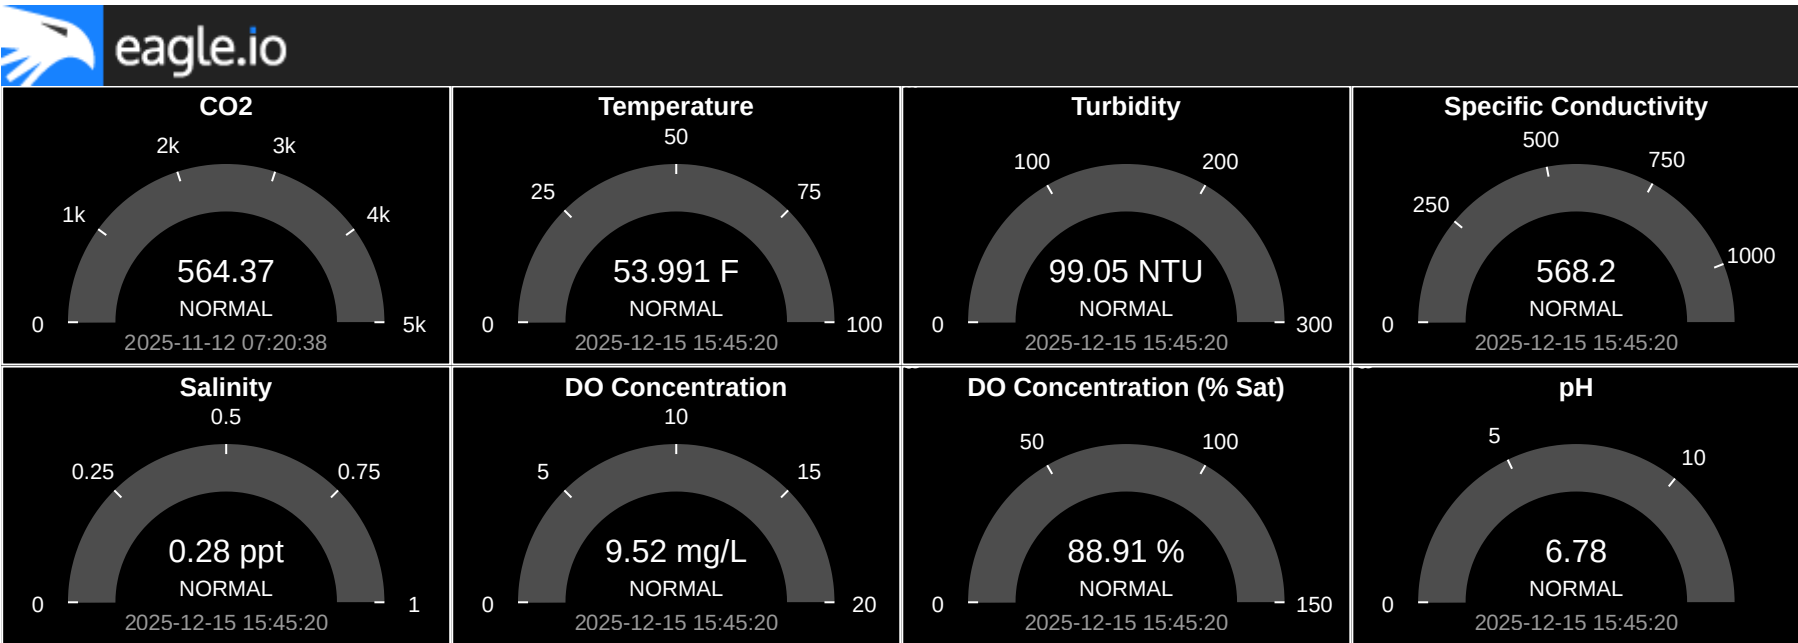 eagle.io
CO2
2k
3k
1k
4k
564.37
NORMAL
0
5k
2025-11-12 07:20:38
Temperature
50
25
75
53.991 F
NORMAL
0
100
2025-12-15 15:45:20
Turbidity
100
200
99.05 NTU
NORMAL
0
300
2025-12-15 15:45:20
Specific Conductivity
500
750
250
1000
568.2
NORMAL
0
2025-12-15 15:45:20
Salinity
0.5
0.25
0.75
0.28 ppt
NORMAL
0
1
2025-12-15 15:45:20
DO Concentration
10
5
15
9.52 mg/L
NORMAL
0
20
2025-12-15 15:45:20
DO Concentration (% Sat)
50
100
88.91 %
NORMAL
0
150
2025-12-15 15:45:20
pH
5
10
6.78
NORMAL
0
2025-12-15 15:45:20